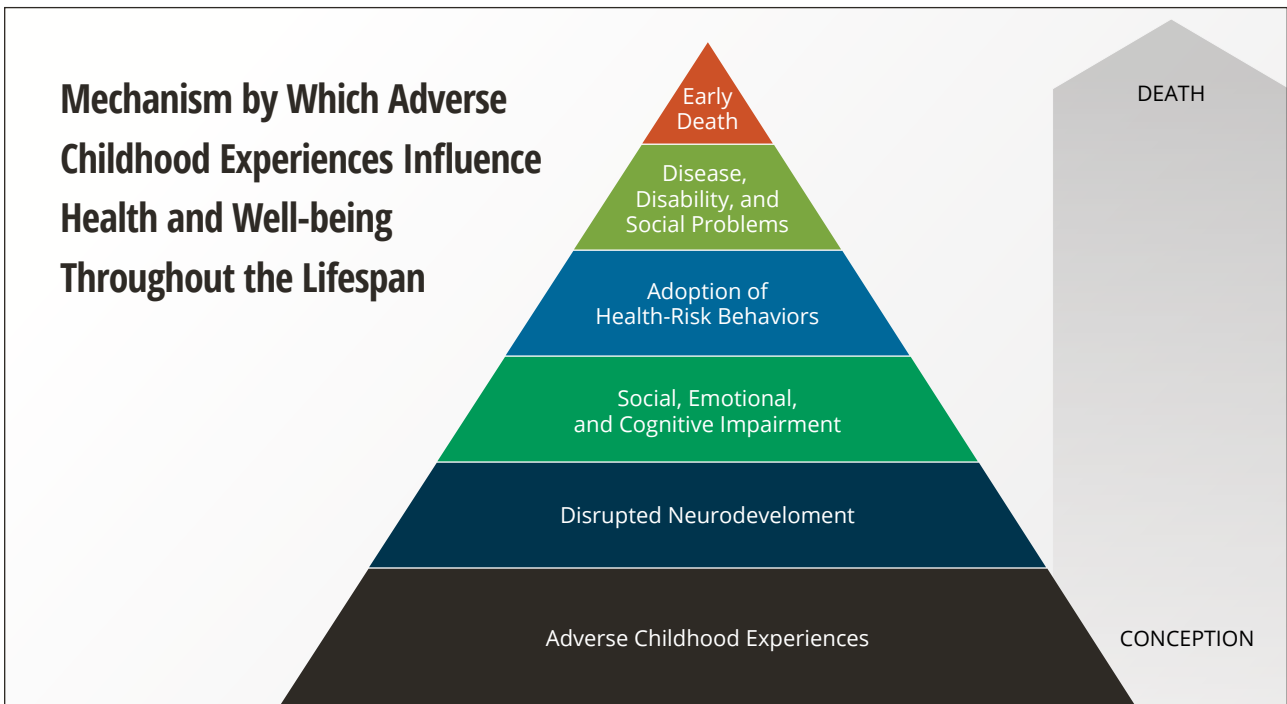 Mechanism by Which Adverse
Childhood Experiences Influence
Health and Well-being
Throughout the Lifespan
Early
Death
Disease,
Disability, and
Social Problems
Adoption of
Health-Risk Behaviors
Social, Emotional,
and Cognitive Impairment
Disrupted Neurodeveloment
Adverse Childhood Experiences
DEATH
CONCEPTION